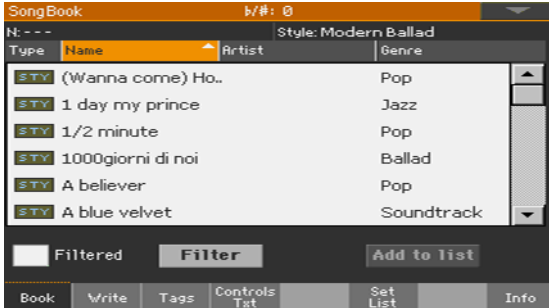 SongBook ♭/#: 0
N: - - - Style: Modern Ballad
Type Name Artist Genre
STY (Wanna come) Ho.. Pop
STY 1 day my prince Jazz
STY 1/2 minute Pop
STY 1000giorni di noi Ballad
STY A believer Pop
STY A blue velvet Soundtrack
Filtered Filter Add to list
Book Write Tags Controls Txt Set List Info